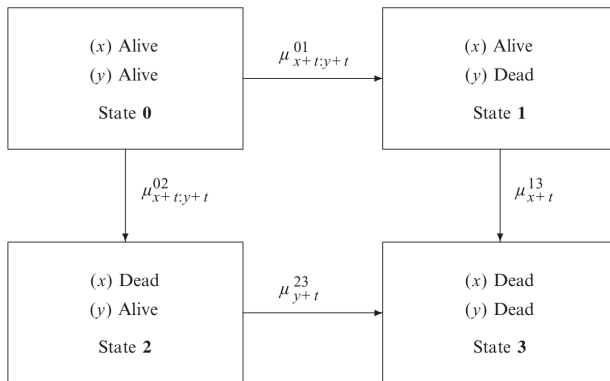 (x) Alive
(y) Alive
State 0
μ^{01}_{x+t:y+t}
(x) Alive
(y) Dead
State 1
μ^{02}_{x+t:y+t}
μ^{13}_{x+t}
(x) Dead
(y) Alive
State 2
μ^{23}_{y+t}
(x) Dead
(y) Dead
State 3